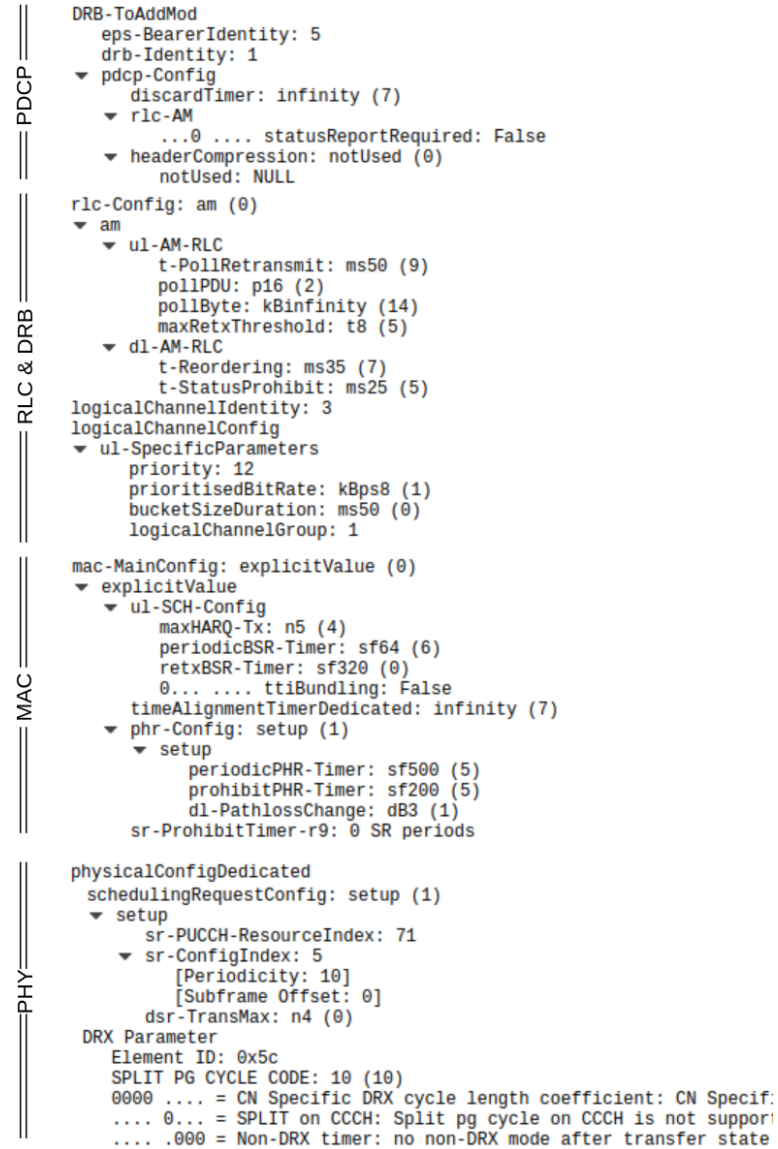 PDCP
DRB-ToAddMod
eps-BearerIdentity: 5
drb-Identity: 1
pdcp-Config
discardTimer: infinity (7)
rlc-AM
...0 .... statusReportRequired: False
headerCompression: notUsed (0)
notUsed: NULL
RLC & DRB
rlc-Config: am (0)
am
ul-AM-RLC
t-PollRetransmit: ms50 (9)
pollPDU: p16 (2)
pollByte: kBinfinity (14)
maxRetxThreshold: t8 (5)
dl-AM-RLC
t-Reordering: ms35 (7)
t-StatusProhibit: ms25 (5)
logicalChannelIdentity: 3
logicalChannelConfig
ul-SpecificParameters
priority: 12
prioritisedBitRate: kBps8 (1)
bucketSizeDuration: ms50 (0)
logicalChannelGroup: 1
MAC
mac-MainConfig: explicitValue (0)
explicitValue
ul-SCH-Config
maxHARQ-Tx: n5 (4)
periodicBSR-Timer: sf64 (6)
retxBSR-Timer: sf320 (0)
0... .... ttiBundling: False
timeAlignmentTimerDedicated: infinity (7)
phr-Config: setup (1)
setup
periodicPHR-Timer: sf500 (5)
prohibitPHR-Timer: sf200 (5)
dl-PathlossChange: dB3 (1)
sr-ProhibitTimer-r9: 0 SR periods
PHY
physicalConfigDedicated
schedulingRequestConfig: setup (1)
setup
sr-PUCCH-ResourceIndex: 71
sr-ConfigIndex: 5
[Periodicity: 10]
[Subframe Offset: 0]
dsr-TransMax: n4 (0)
DRX Parameter
Element ID: 0x5c
SPLIT PG CYCLE CODE: 10 (10)
0000 .... = CN Specific DRX cycle length coefficient: CN Specifi
.... 0... = SPLIT on CCCH: Split pg cycle on CCCH is not support
.... .000 = Non-DRX timer: no non-DRX mode after transfer state